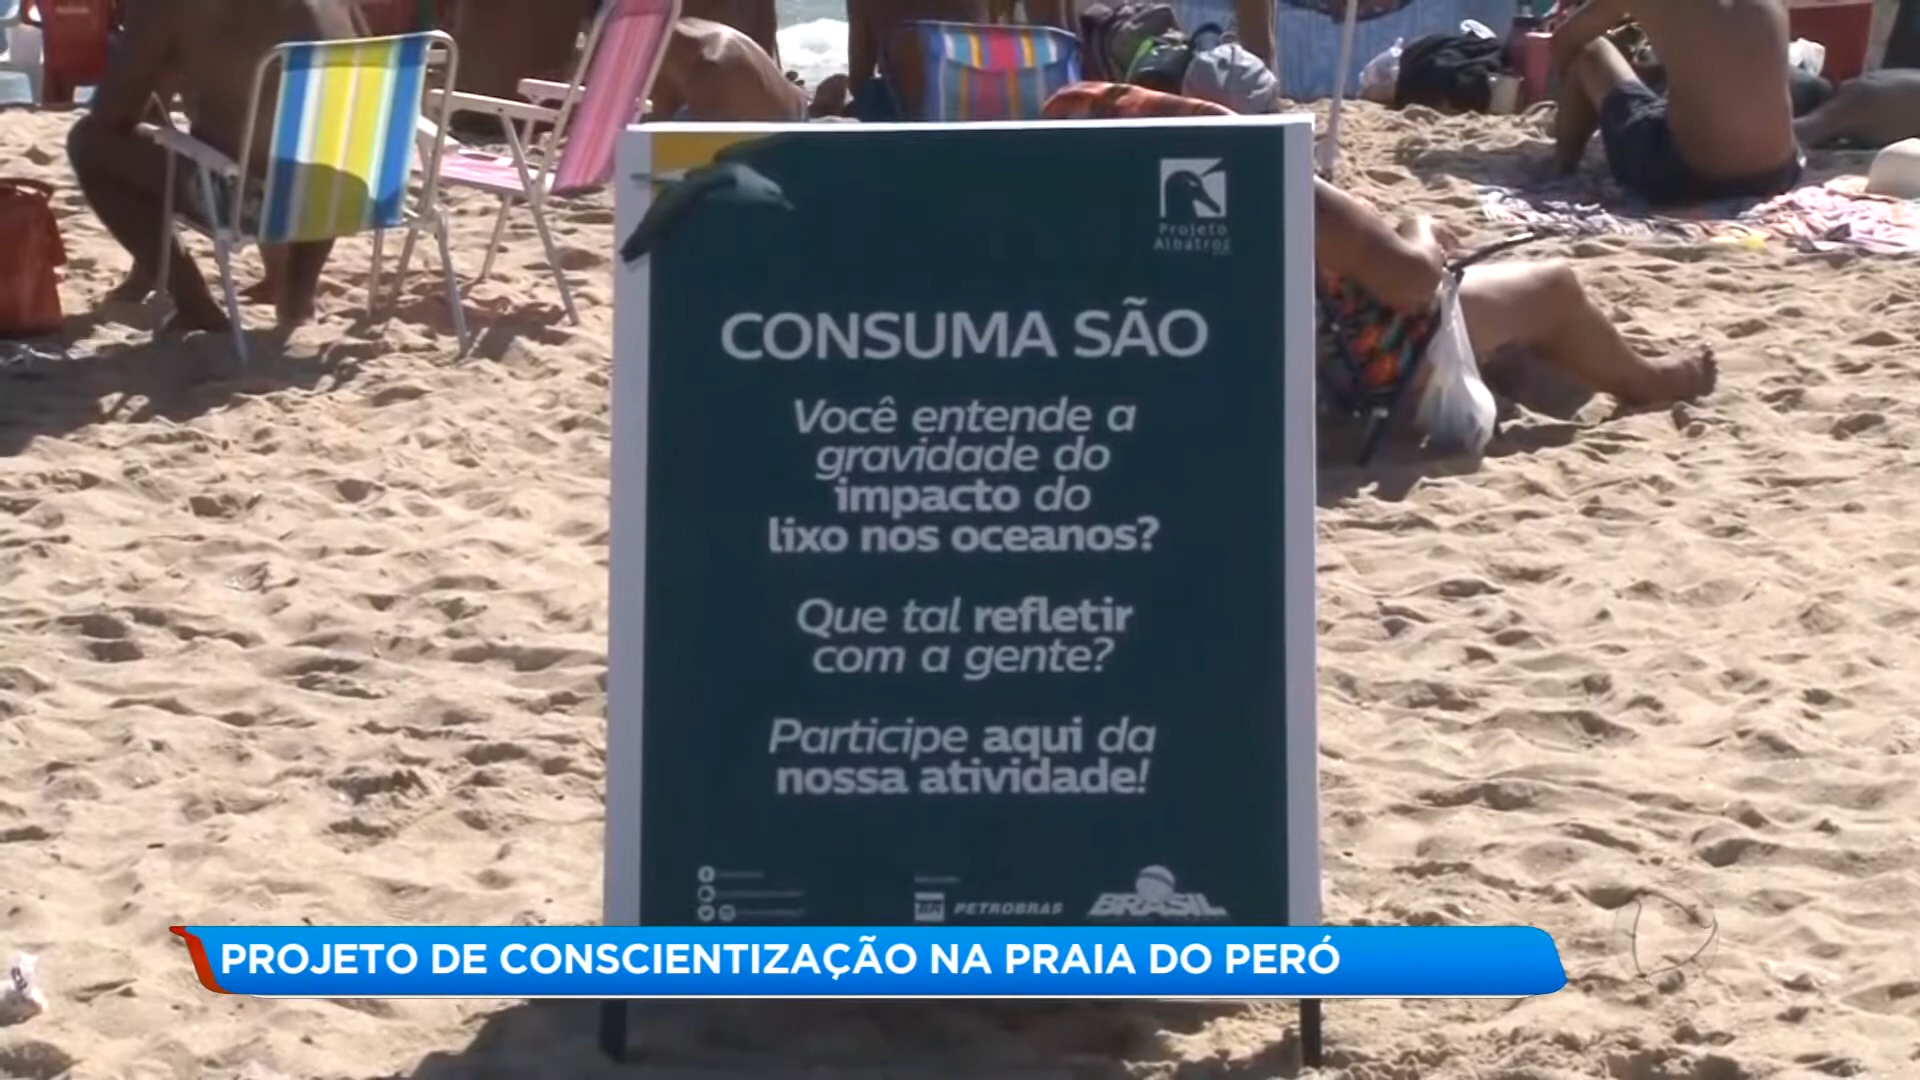 Projeto
Albatroz
CONSUMA SÃO
Você entende a
gravidade do
impacto do
lixo nos oceanos?
Que tal refletir
com a gente?
Participe aqui da
nossa atividade!
BR PETROBRAS
BRASIL
PROJETO DE CONSCIENTIZAÇÃO NA PRAIA DO PERÓ